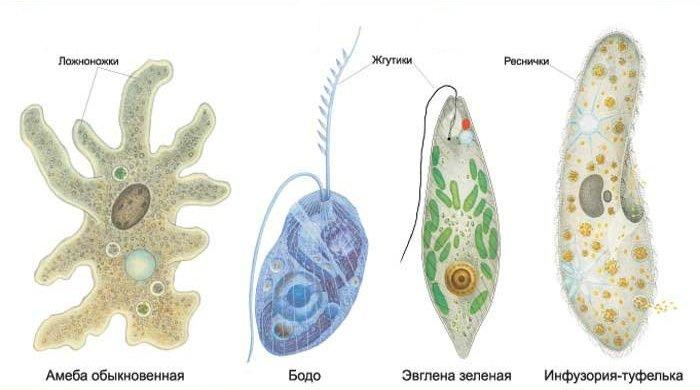 Ложноножки
Жгутики
Реснички
Амеба обыкновенная
Бодо
Эвглена зеленая
Инфузория-туфелька